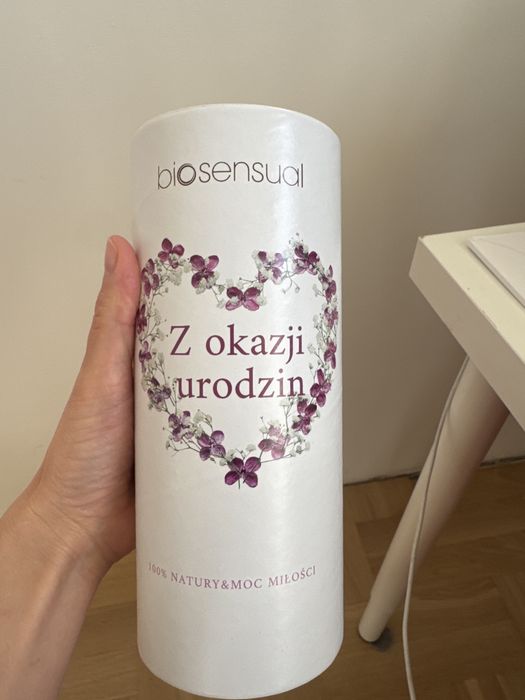 biosensual
Z okazji
urodzin
100% NATURY&MOC MIŁOŚCI